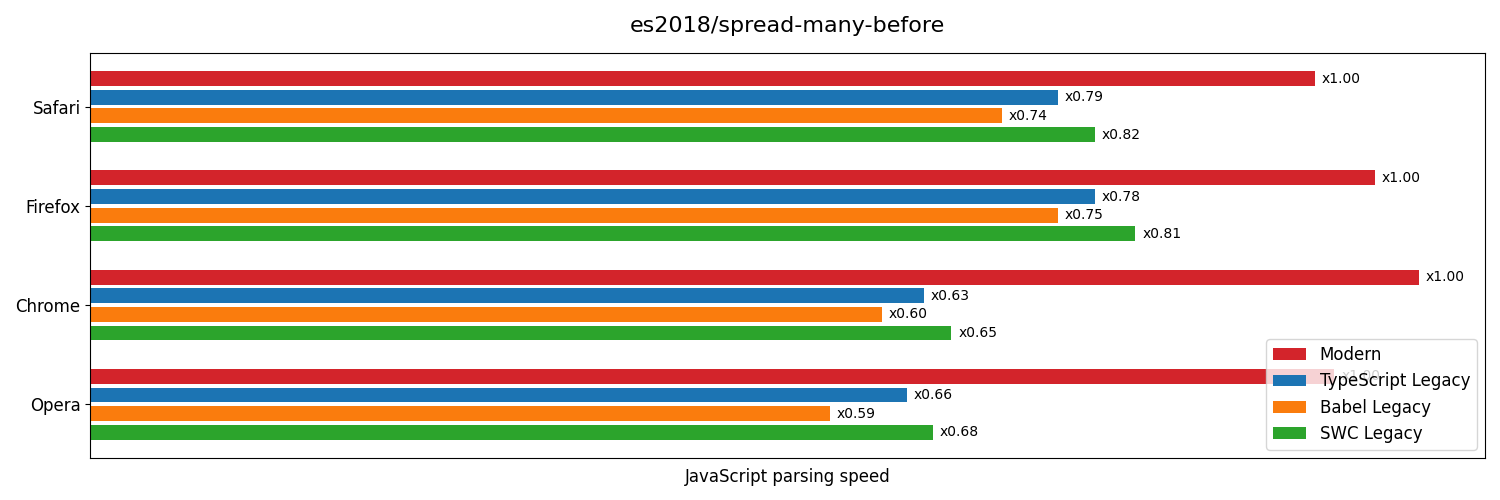 es2018/spread-many-before
Safari
x1.00
x0.79
x0.74
x0.82
Firefox
x1.00
x0.78
x0.75
x0.81
Chrome
x1.00
x0.63
x0.60
x0.65
Opera
x1.00
x0.66
x0.59
x0.68
Modern
TypeScript Legacy
Babel Legacy
SWC Legacy
JavaScript parsing speed